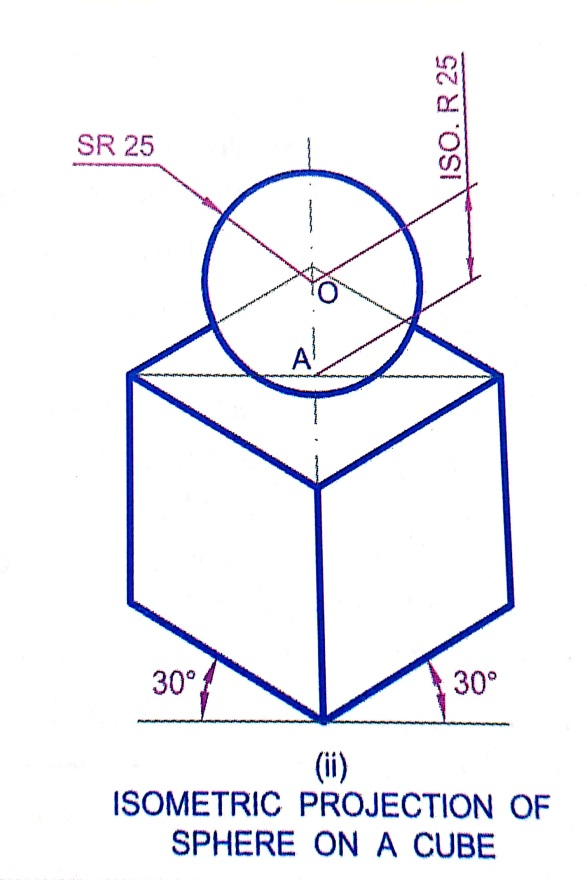 SR 25
ISO. R 25
O
A
30°
30°
(ii)
ISOMETRIC PROJECTION OF
SPHERE ON A CUBE